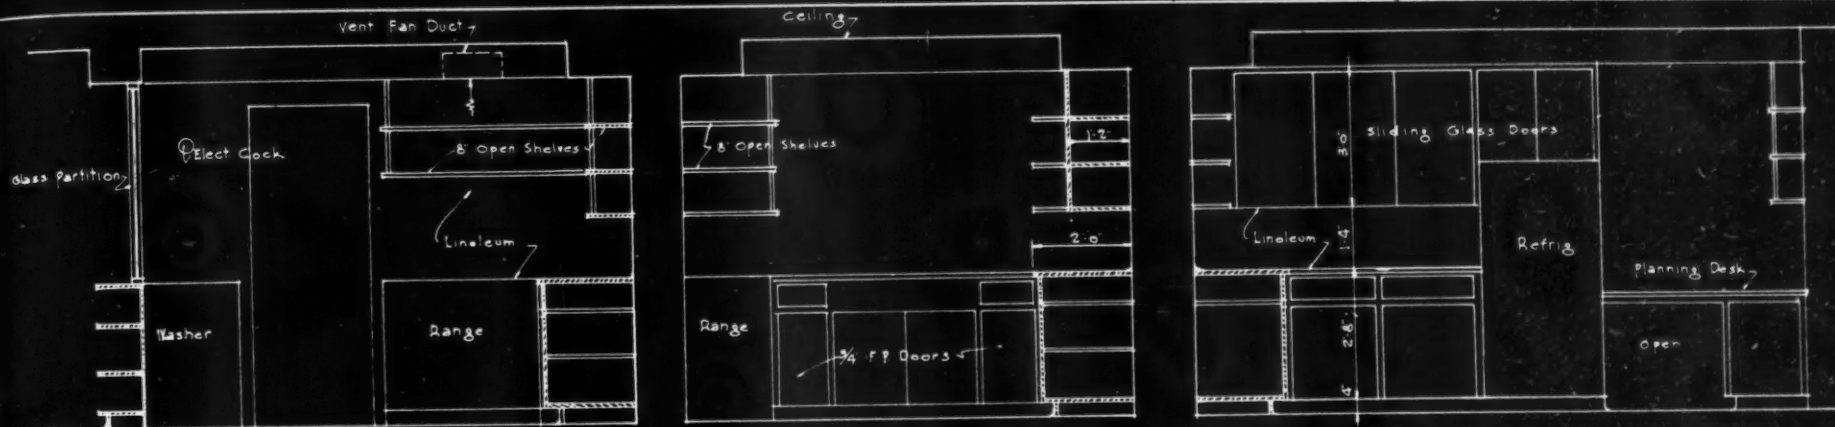 Vent Fan Duct
Elect Clock
Glass Partition
8" Open Shelves
Linoleum
Washer
Range
Ceiling
8" Open Shelves
1'-2"
2'-0"
Range
3/4" F P Doors
Sliding Glass Doors
3'-0"
Linoleum
1'-4"
Refrig
Planning Desk
2'-8"
Open
4"